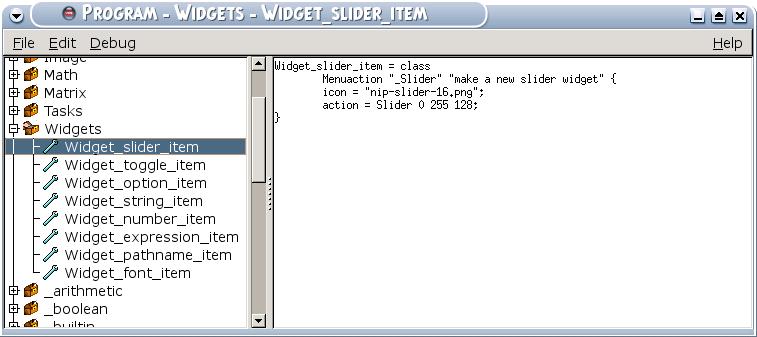 Program - Widgets - Widget_slider_item
File Edit Debug Help
Image
Math
Matrix
Tasks
Widgets
Widget_slider_item
Widget_toggle_item
Widget_option_item
Widget_string_item
Widget_number_item
Widget_expression_item
Widget_pathname_item
Widget_font_item
_arithmetic
_boolean
_builtin
Widget_slider_item = class
Menuaction "_Slider" "make a new slider widget" {
icon = "nip-slider-16.png";
action = Slider 0 255 128;
}